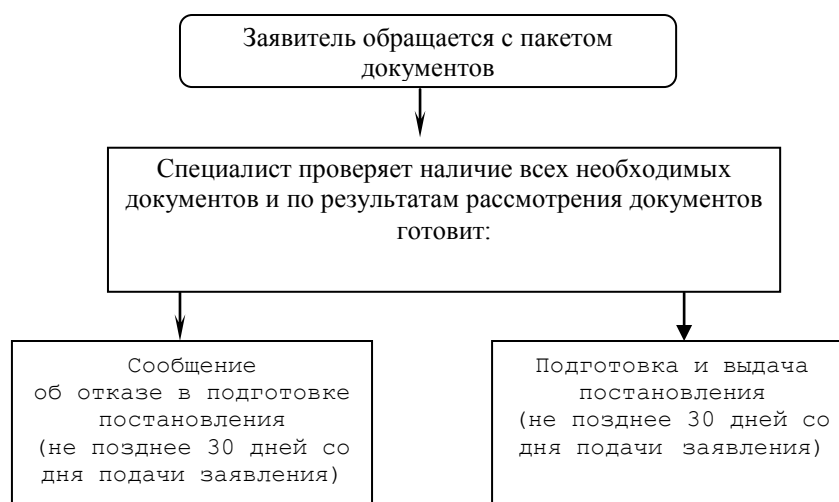 Заявитель обращается с пакетом
документов
Специалист проверяет наличие всех необходимых
документов и по результатам рассмотрения документов
готовит:
Сообщение
об отказе в подготовке
постановления
(не позднее 30 дней со
дня подачи заявления)
Подготовка и выдача
постановления
(не позднее 30 дней со
дня подачи заявления)